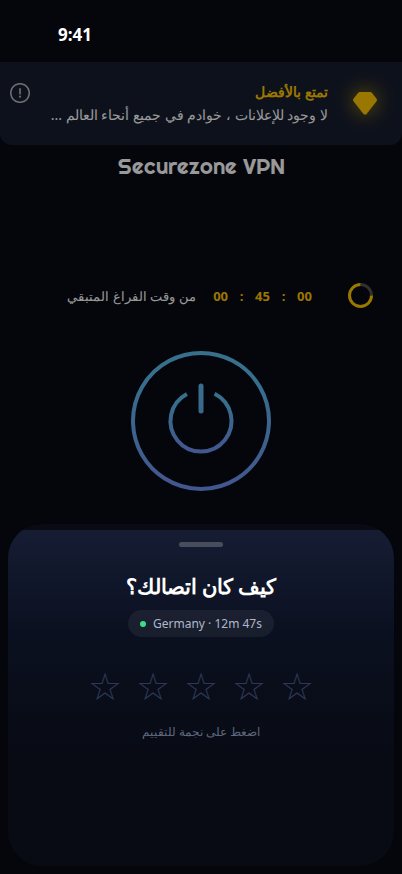 9:41
تمتع بالأفضل
لا وجود للإعلانات ، خوادم في جميع أنحاء العالم ...
Securezone VPN
00 : 45 : 00 من وقت الفراغ المتبقي
كيف كان اتصالك؟
Germany · 12m 47s
اضغط على نجمة للتقييم